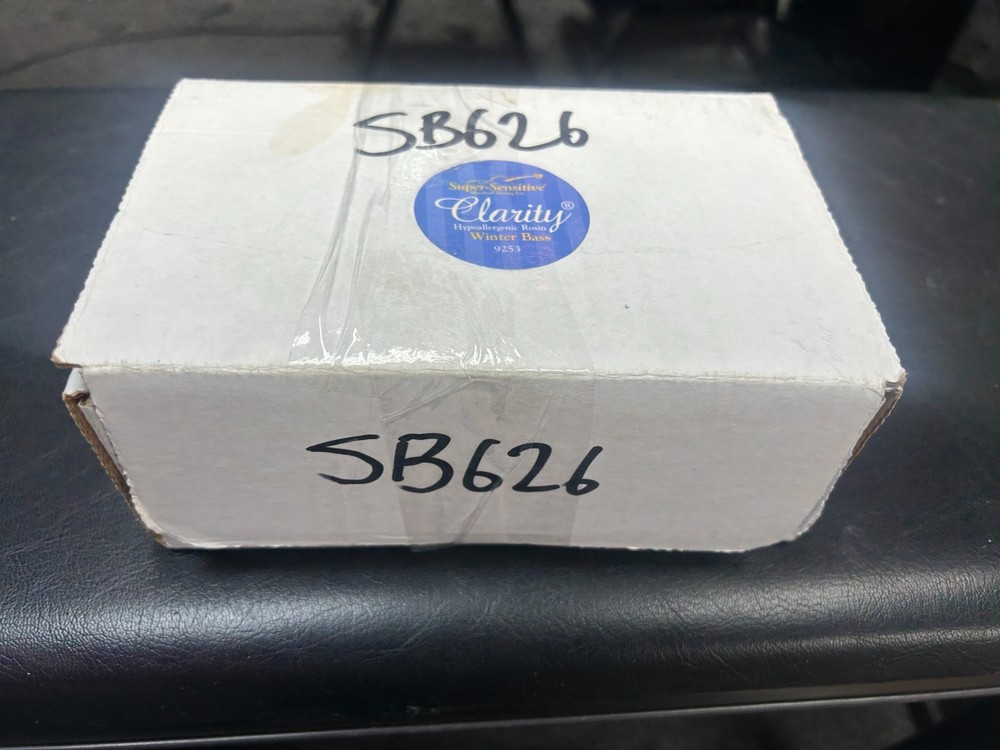 SB626
Super-Sensitive
Clarity®
Hypoallergenic Rosin
Winter Bass
9253
SB626